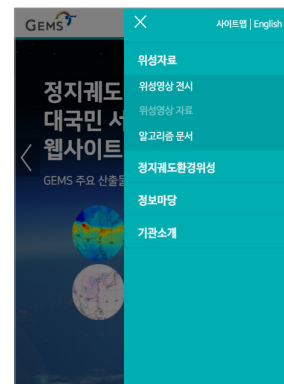 GEMS
사이트맵 | English
위성자료
위성영상 전시
위성영상 자료
알고리즘 문서
정지궤도환경위성
정보마당
기관소개
정지궤도
대국민 서
웹사이트
GEMS 주요 산출물